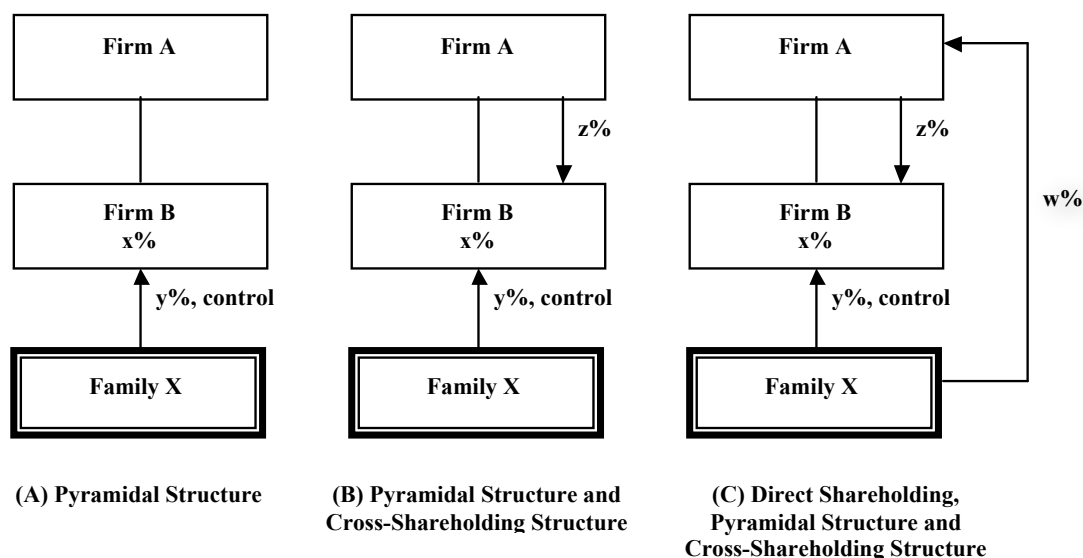 Firm A
Firm B
x%
y%, control
Family X
(A) Pyramidal Structure
Firm A
z%
Firm B
x%
y%, control
Family X
(B) Pyramidal Structure and
Cross-Shareholding Structure
Firm A
z%
w%
Firm B
x%
y%, control
Family X
(C) Direct Shareholding,
Pyramidal Structure and
Cross-Shareholding Structure